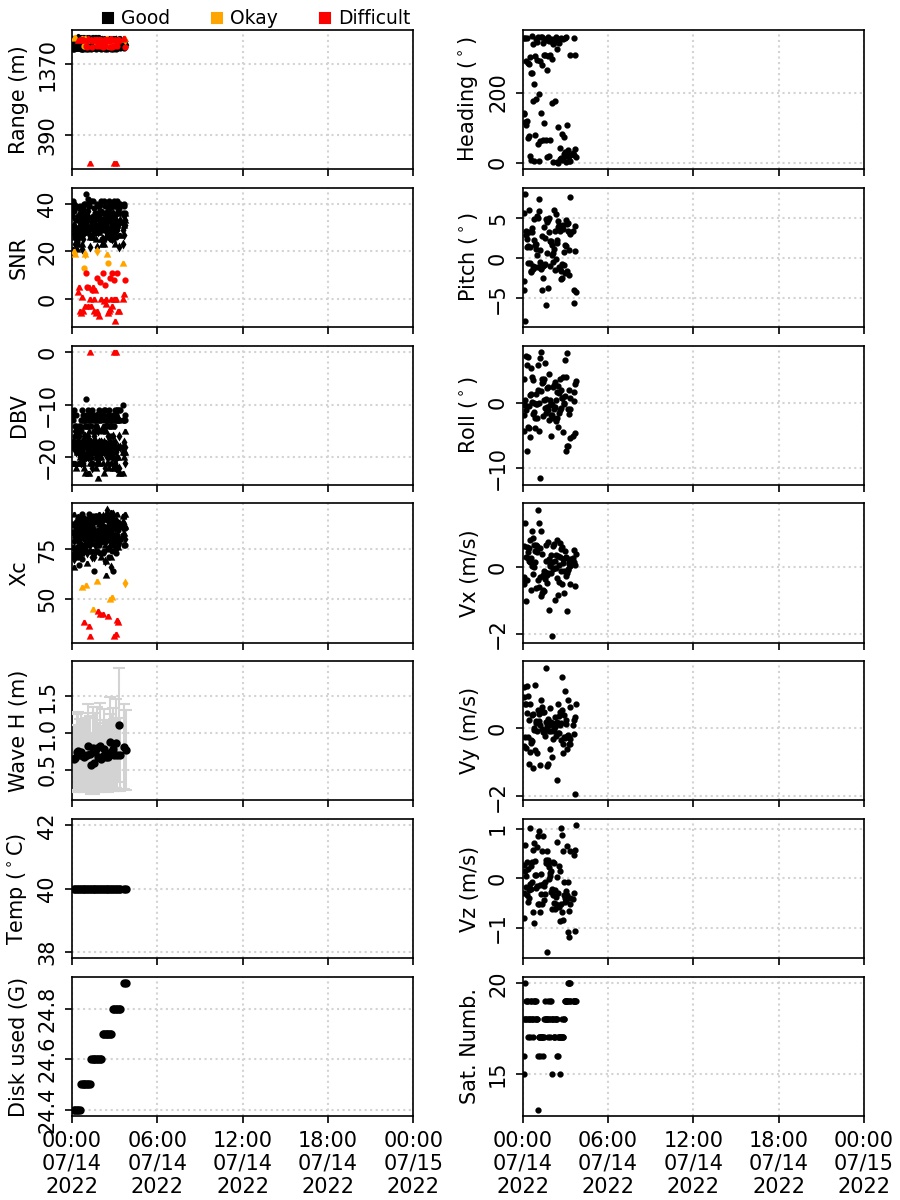 Good Okay Difficult
Range (m)
1370
390
Heading (°)
200
0
SNR
40
20
0
Pitch (°)
5
0
−5
DBV
0
−10
−20
Roll (°)
0
−10
Xc
75
50
Vx (m/s)
0
−2
Wave H (m)
1.5
1.0
0.5
Vy (m/s)
0
−2
Temp (°C)
42
40
38
Vz (m/s)
1
0
−1
Disk used (G)
24.8
24.6
24.4
Sat. Numb.
20
15
00:00 06:00 12:00 18:00 00:00
07/14 07/14 07/14 07/14 07/15
2022 2022 2022 2022 2022
00:00 06:00 12:00 18:00 00:00
07/14 07/14 07/14 07/14 07/15
2022 2022 2022 2022 2022